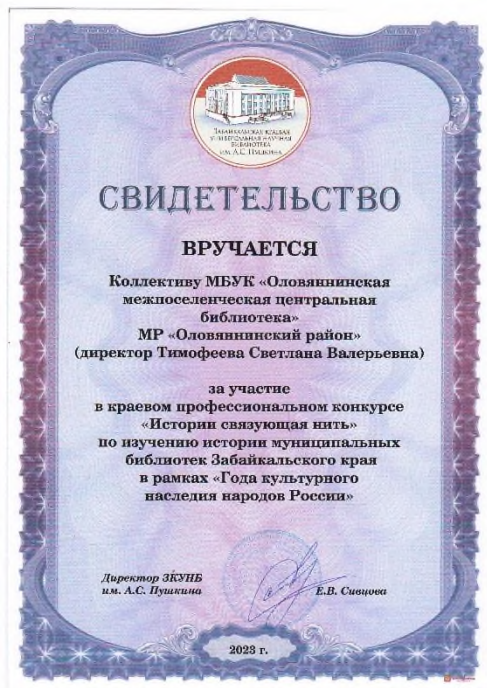 Забайкальская краевая
универсальная научная
библиотека
им. А.С. Пушкина
СВИДЕТЕЛЬСТВО
ВРУЧАЕТСЯ
Коллективу МБУК «Оловяннинская
межпоселенческая центральная
библиотека»
МР «Оловяннинский район»
(директор Тимофеева Светлана Валерьевна)
за участие
в краевом профессиональном конкурсе
«Истории связующая нить»
по изучению истории муниципальных
библиотек Забайкальского края
в рамках «Года культурного
наследия народов России»
Директор ЗКУНБ
им. А.С. Пушкина
Е.В. Сивцова
2023 г.